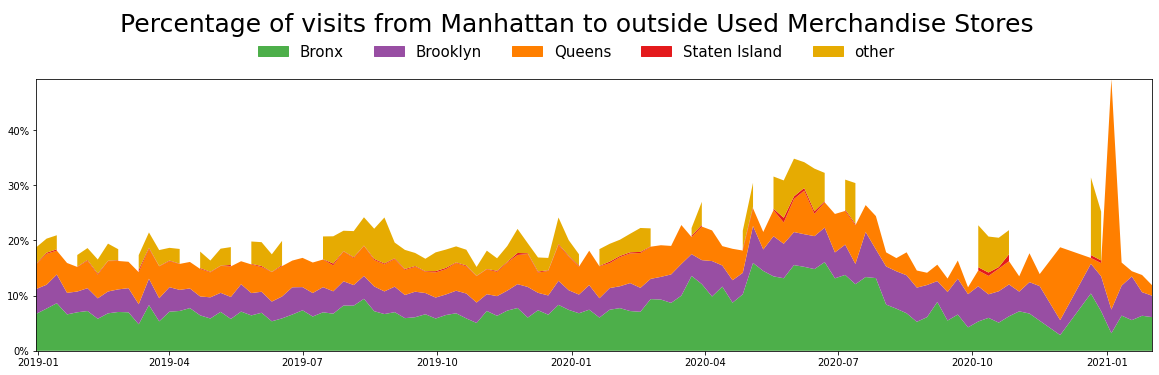 Percentage of visits from Manhattan to outside Used Merchandise Stores
Bronx Brooklyn Queens Staten Island other
40%
30%
20%
10%
0%
2019-01 2019-04 2019-07 2019-10 2020-01 2020-04 2020-07 2020-10 2021-01